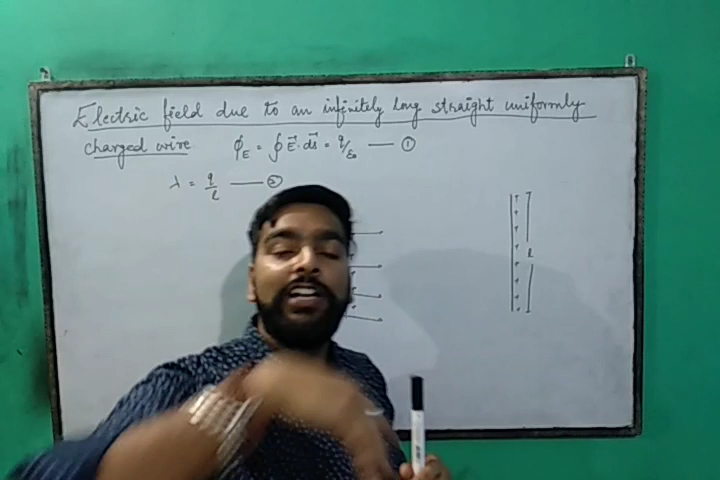 Electric field due to an infinitely long straight uniformly
charged wire ϕE = ∮ E⃗·ds⃗ = q/ε₀ —— ①
λ = q/l —— ②
l